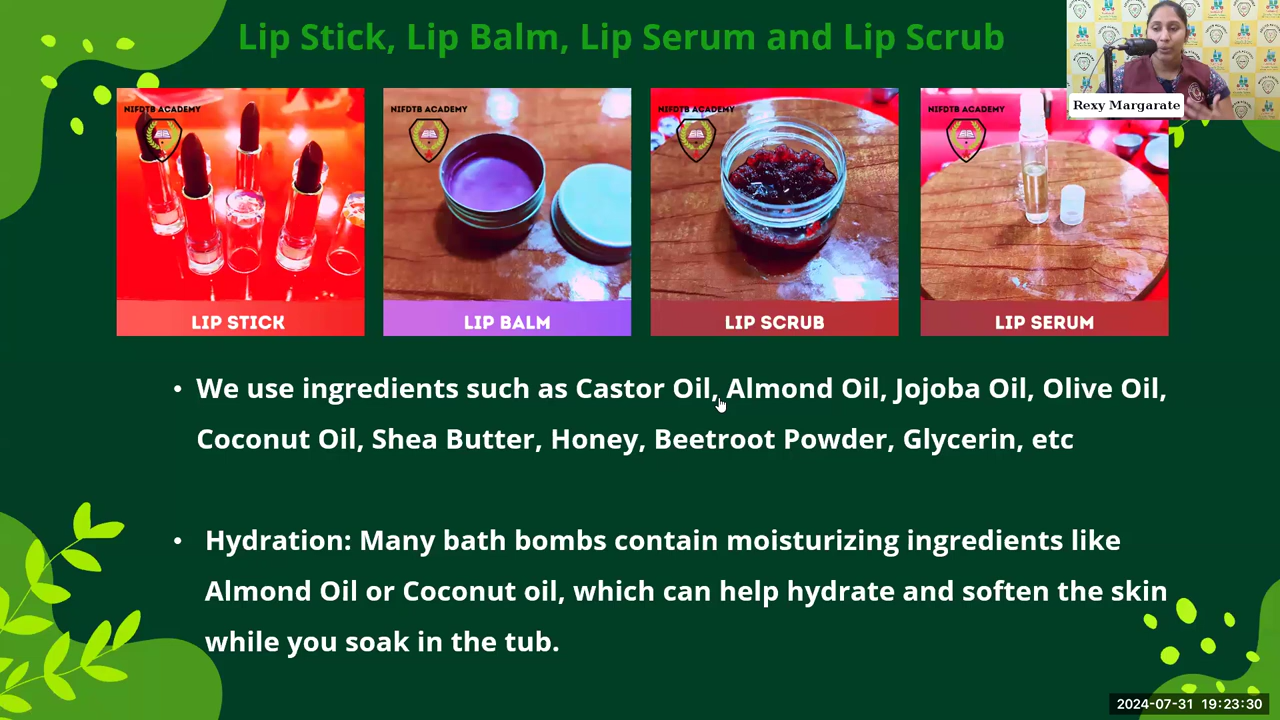 Lip Stick, Lip Balm, Lip Serum and Lip Scrub
Rexy Margarate
NIFDTB ACADEMY
NIFDTB ACADEMY
NIFDTB ACADEMY
NIFDTB ACADEMY
LIP STICK
LIP BALM
LIP SCRUB
LIP SERUM
• We use ingredients such as Castor Oil, Almond Oil, Jojoba Oil, Olive Oil,
Coconut Oil, Shea Butter, Honey, Beetroot Powder, Glycerin, etc
• Hydration: Many bath bombs contain moisturizing ingredients like
Almond Oil or Coconut oil, which can help hydrate and soften the skin
while you soak in the tub.
2024-07-31 19:23:30